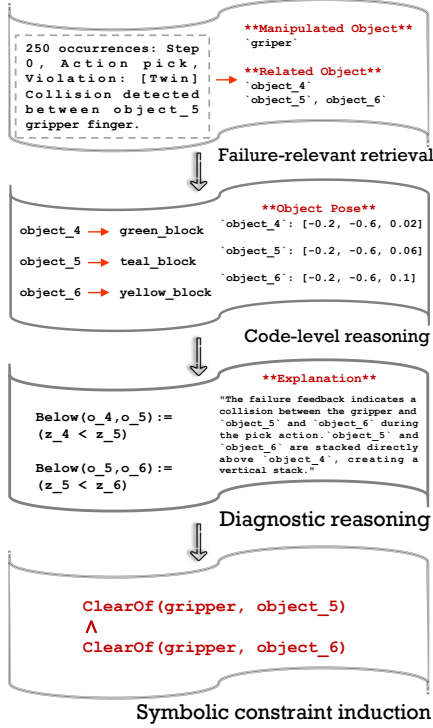 250 occurrences: Step
0, Action pick,
Violation: [Twin]
Collision detected
between object_5
gripper finger.
**Manipulated Object**
`griper`
**Related Object**
`object_4`
`object_5`, object_6`
Failure-relevant retrieval
object_4 → green_block
object_5 → teal_block
object_6 → yellow_block
**Object Pose**
`object_4`: [-0.2, -0.6, 0.02]
`object_5`: [-0.2, -0.6, 0.06]
`object_6`: [-0.2, -0.6, 0.1]
Code-level reasoning
Below(o_4,o_5):=
(z_4 < z_5)
Below(o_5,o_6):=
(z_5 < z_6)
**Explanation**
"The failure feedback indicates a
collision between the gripper and
`object_5` and `object_6` during
the pick action.`object_5` and
`object_6` are stacked directly
above `object_4`, creating a
vertical stack."
Diagnostic reasoning
ClearOf(gripper, object_5)
∧
ClearOf(gripper, object_6)
Symbolic constraint induction